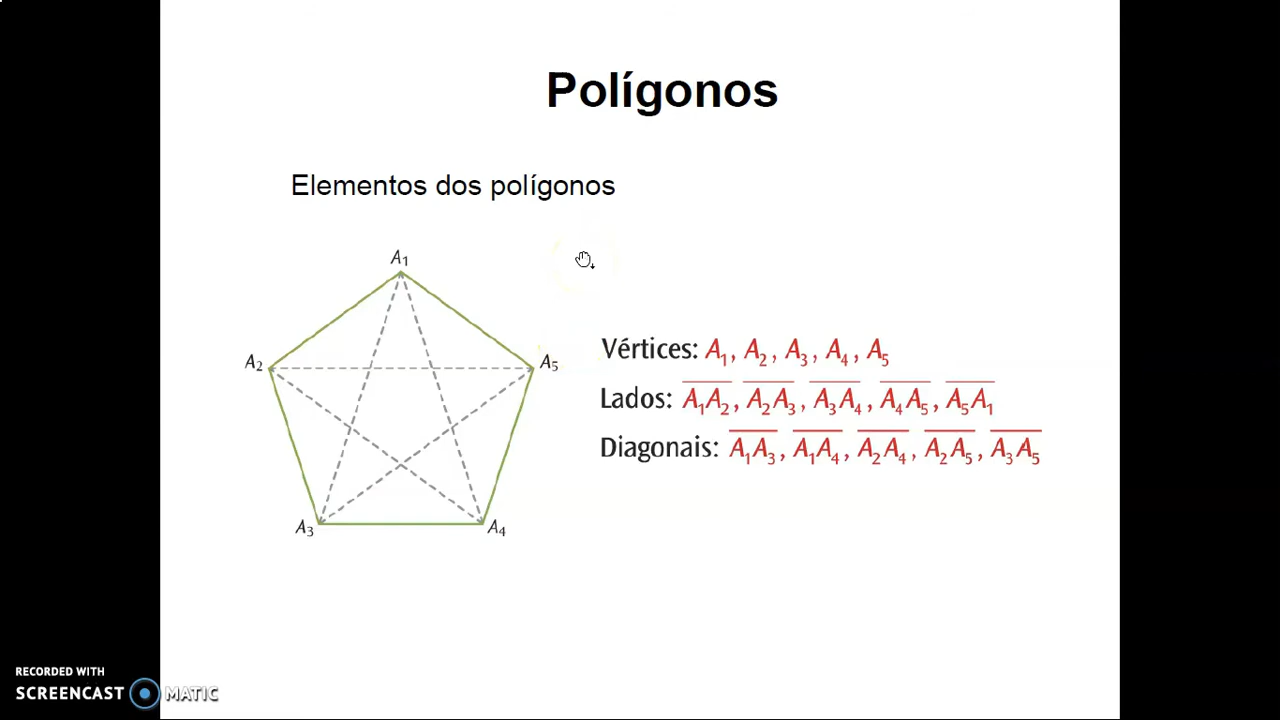 Polígonos
Elementos dos polígonos
A1
A2
A5
A3
A4
Vértices: A1, A2, A3, A4, A5
Lados: A1A2, A2A3, A3A4, A4A5, A5A1
Diagonais: A1A3, A1A4, A2A4, A2A5, A3A5
RECORDED WITH
SCREENCAST MATIC